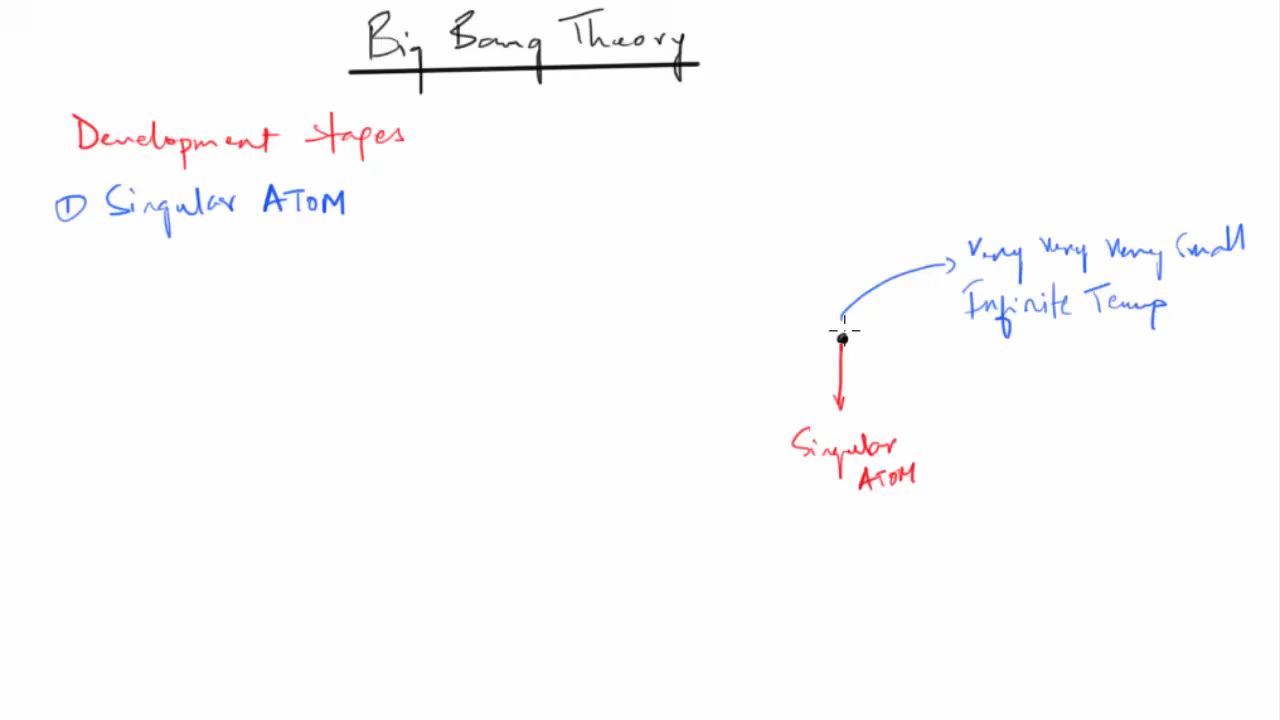 Big Bang Theory
Development stages
① Singular ATOM
Very very very small
Infinite Temp
Singular
ATOM